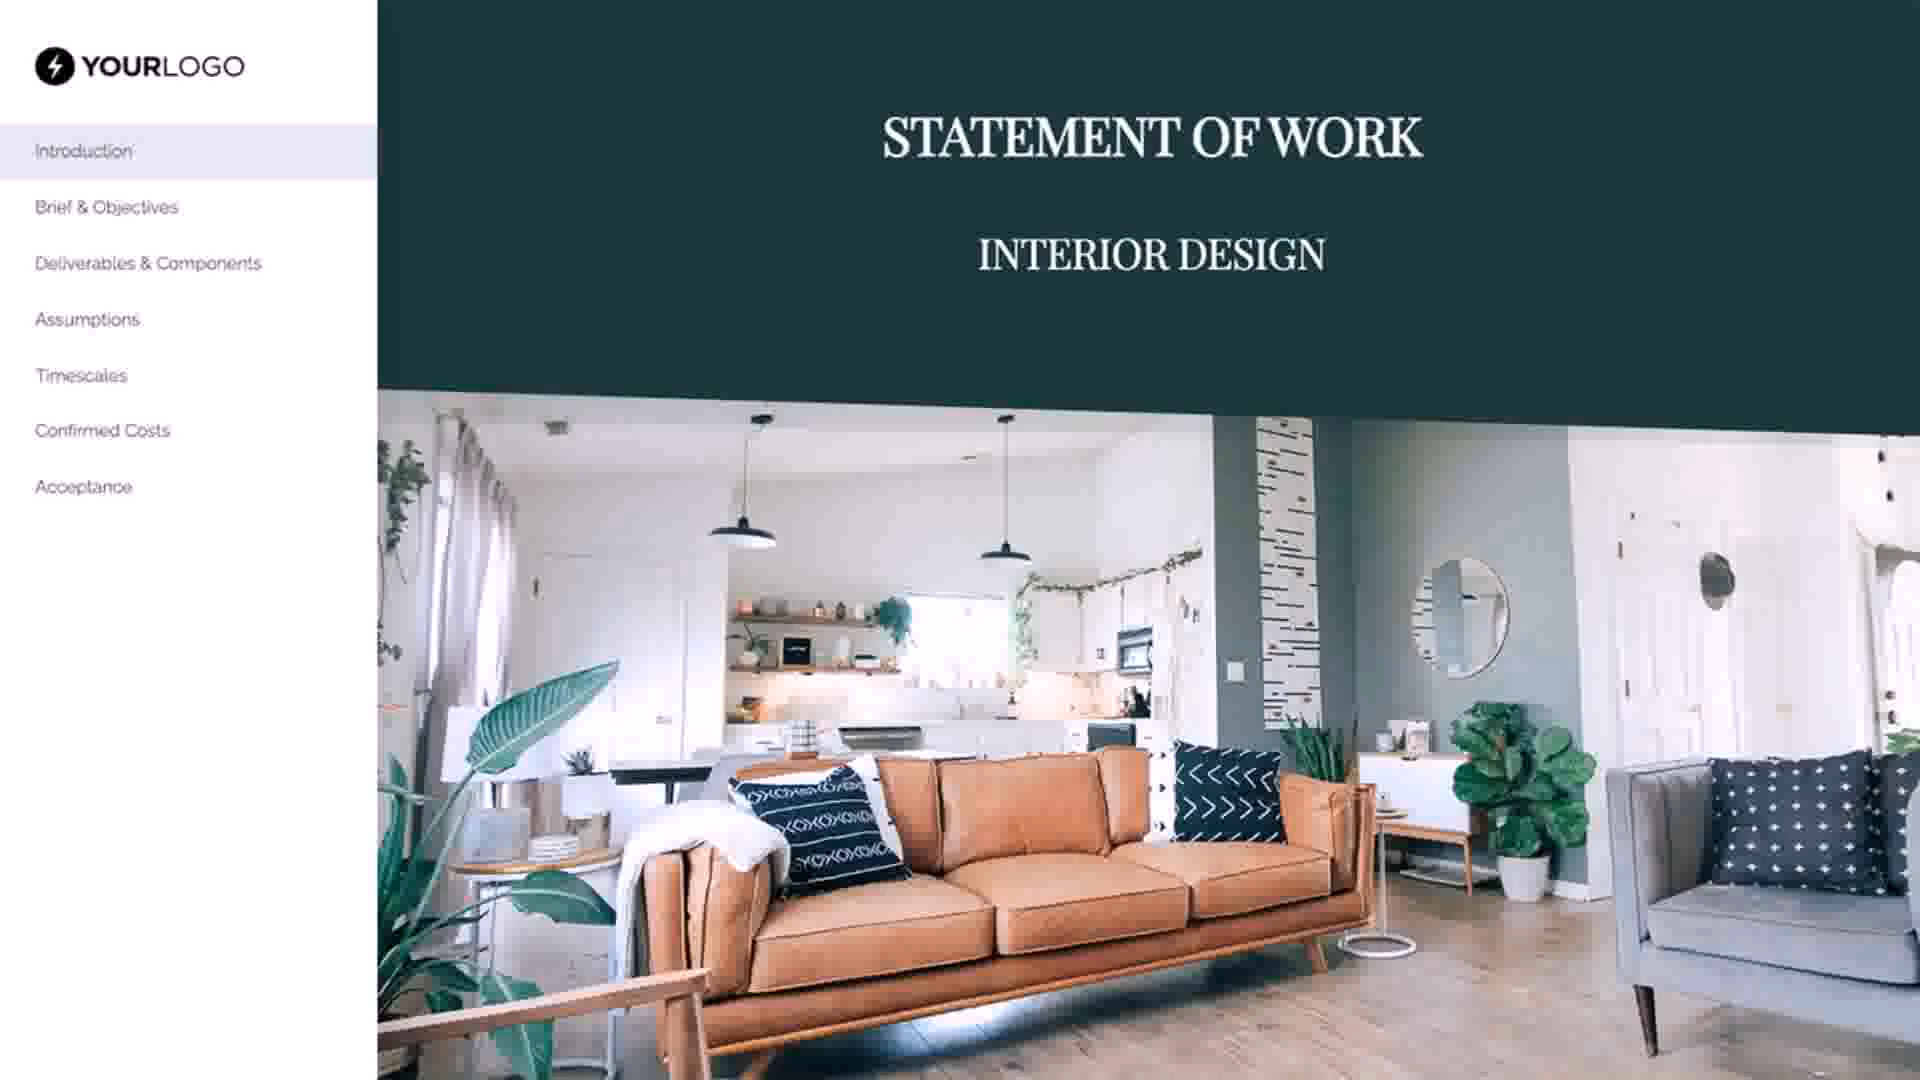 YOURLOGO
Introduction
Brief & Objectives
Deliverables & Components
Assumptions
Timescales
Confirmed Costs
Acceptance
STATEMENT OF WORK
INTERIOR DESIGN